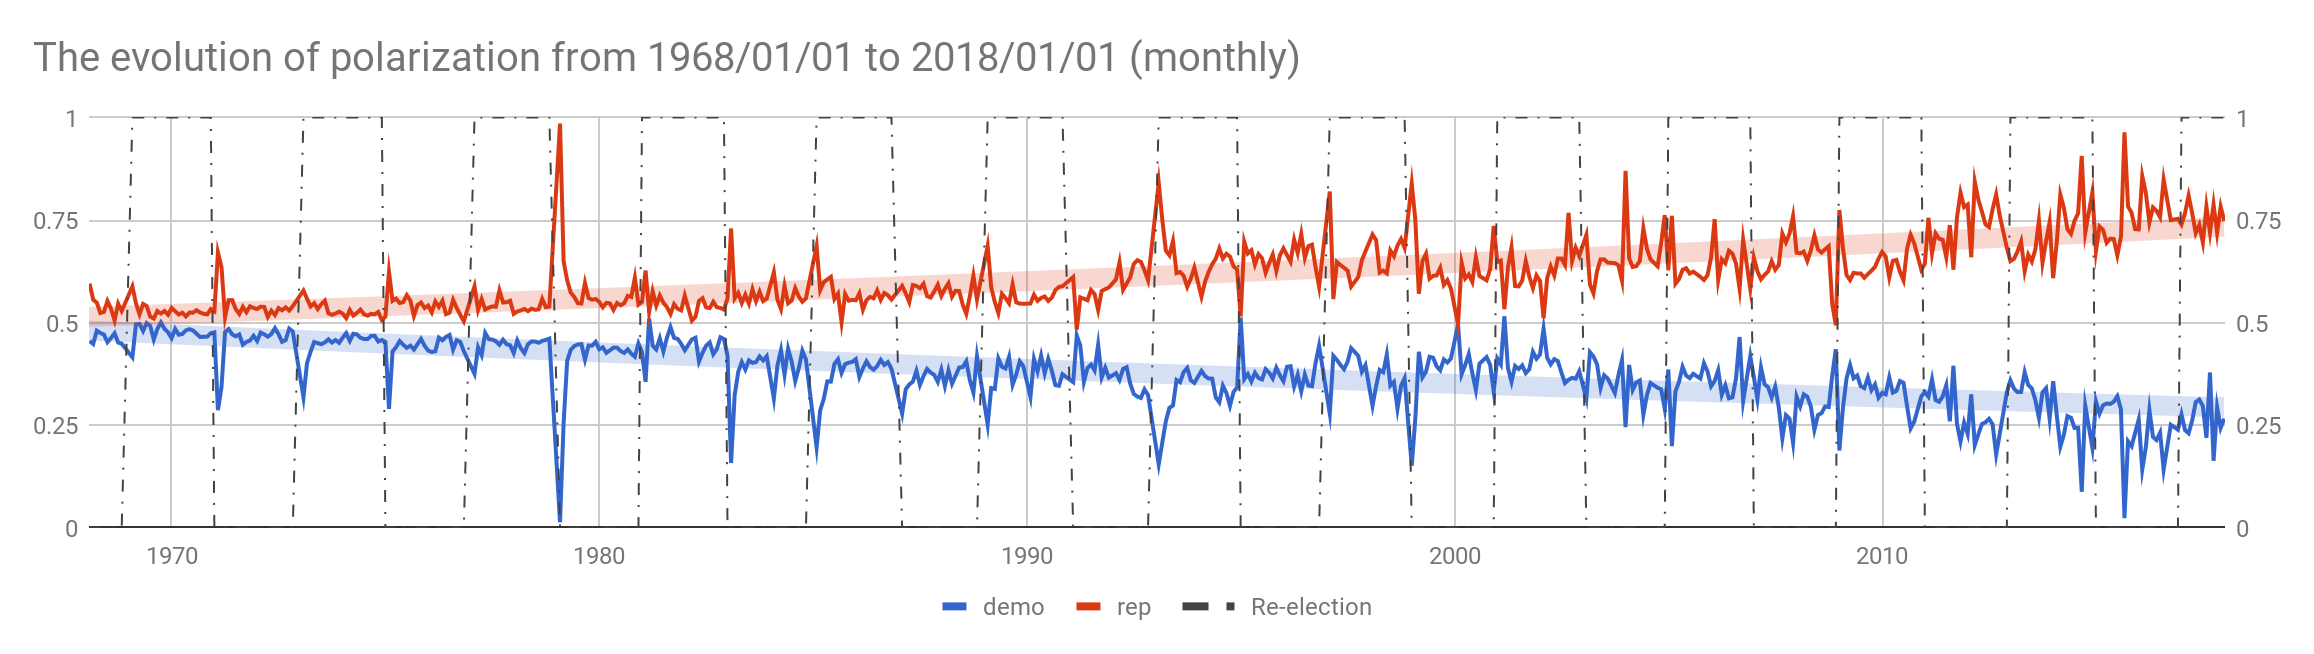 The evolution of polarization from 1968/01/01 to 2018/01/01 (monthly)
1 1
0.75 0.75
0.5 0.5
0.25 0.25
0 0
1970 1980 1990 2000 2010
demo rep Re-election